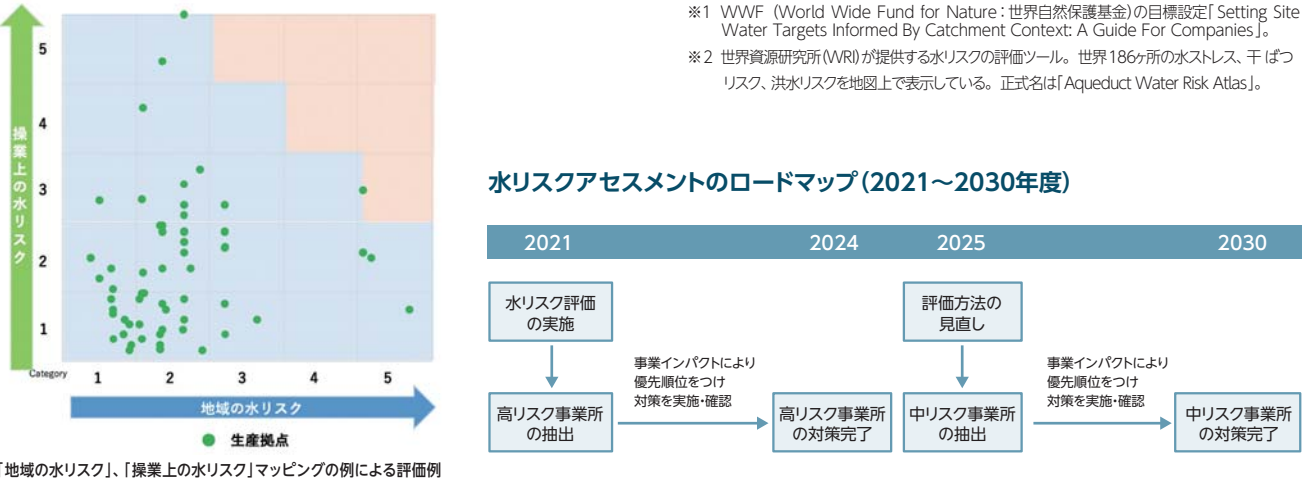 ※1 WWF (World Wide Fund for Nature：世界自然保護基金)の目標設定「Setting Site
Water Targets Informed By Catchment Context: A Guide For Companies」。
※2 世界資源研究所(WRI)が提供する水リスクの評価ツール。世界186ヶ所の水ストレス、干ばつ
リスク、洪水リスクを地図上で表示している。正式名は「Aqueduct Water Risk Atlas」。
操業上の水リスク
5
4
3
2
1
Category
1 2 3 4 5
地域の水リスク
生産拠点
「地域の水リスク」、「操業上の水リスク」マッピングの例による評価例
水リスクアセスメントのロードマップ（2021～2030年度）
2021 2024 2025 2030
水リスク評価
の実施
評価方法の
見直し
事業インパクトにより
優先順位をつけ
対策を実施・確認
事業インパクトにより
優先順位をつけ
対策を実施・確認
高リスク事業所
の抽出
高リスク事業所
の対策完了
中リスク事業所
の抽出
中リスク事業所
の対策完了